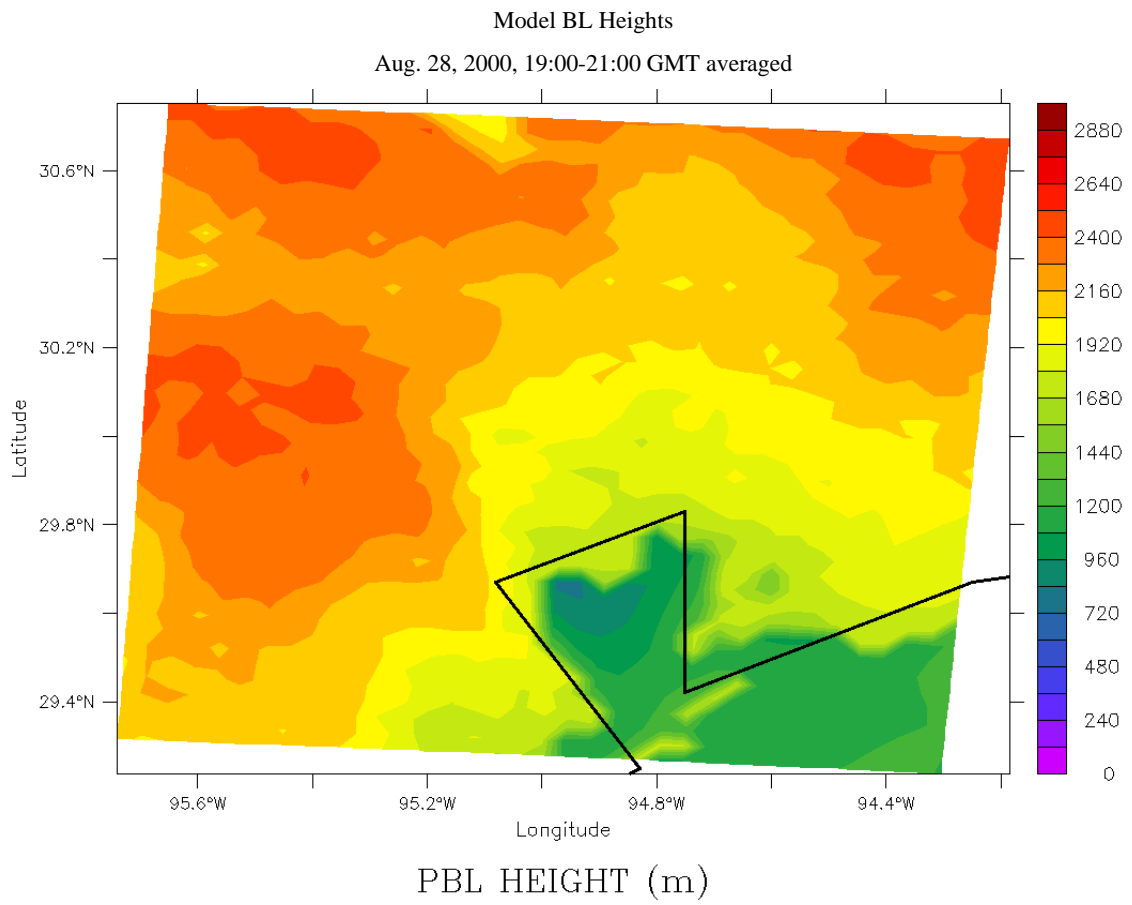 Model BL Heights
Aug. 28, 2000, 19:00-21:00 GMT averaged
30.6°N
30.2°N
29.8°N
29.4°N
Latitude
95.6°W 95.2°W 94.8°W 94.4°W
Longitude
2880
2640
2400
2160
1920
1680
1440
1200
960
720
480
240
0
PBL HEIGHT (m)